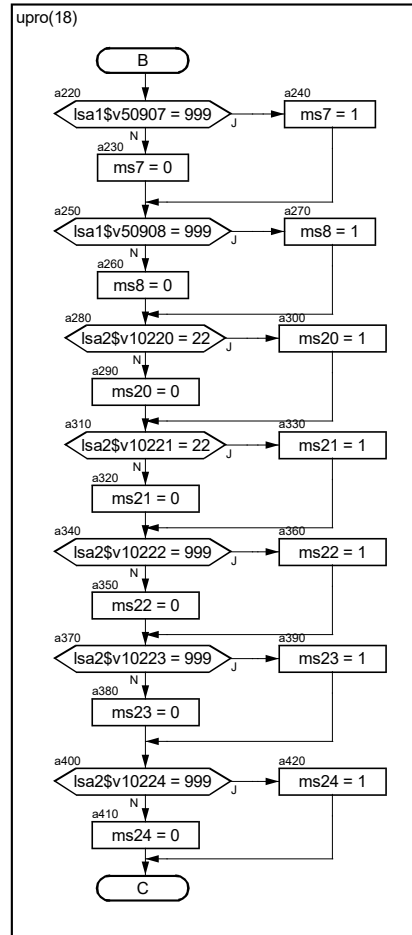 upro(18)
B
a220
lsa1$v50907 = 999
J
a240
ms7 = 1
N
a230
ms7 = 0
a250
lsa1$v50908 = 999
J
a270
ms8 = 1
N
a260
ms8 = 0
a280
lsa2$v10220 = 22
J
a300
ms20 = 1
N
a290
ms20 = 0
a310
lsa2$v10221 = 22
J
a330
ms21 = 1
N
a320
ms21 = 0
a340
lsa2$v10222 = 999
J
a360
ms22 = 1
N
a350
ms22 = 0
a370
lsa2$v10223 = 999
J
a390
ms23 = 1
N
a380
ms23 = 0
a400
lsa2$v10224 = 999
J
a420
ms24 = 1
N
a410
ms24 = 0
C